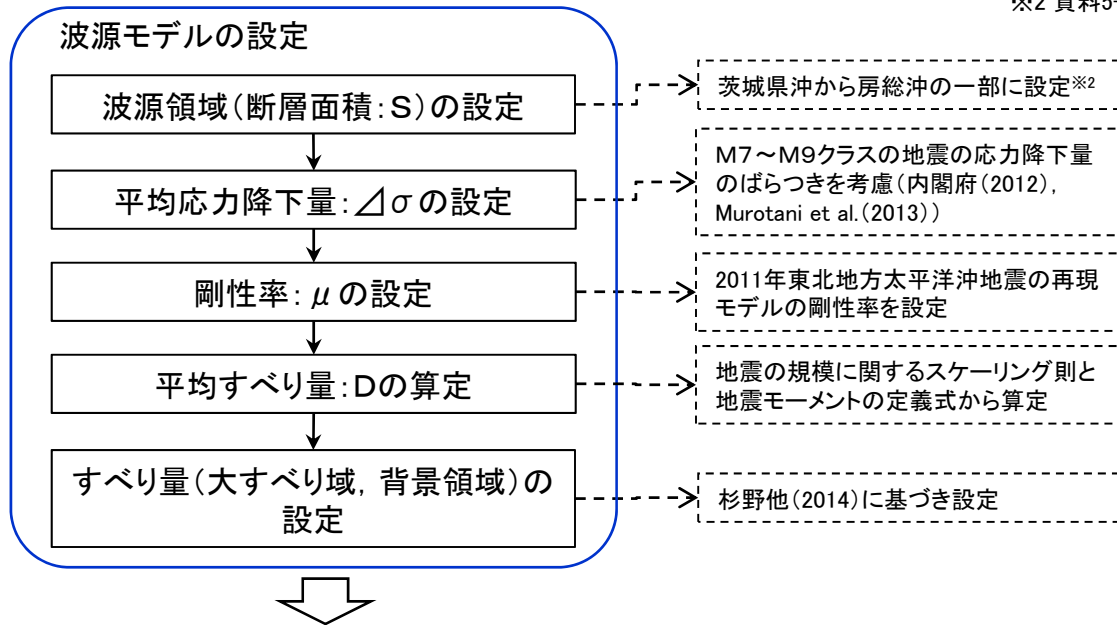 ※2 資料5-
波源モデルの設定
波源領域（断層面積：S）の設定
茨城県沖から房総沖の一部に設定※2
平均応力降下量：⊿σの設定
M7～M9クラスの地震の応力降下量
のばらつきを考慮（内閣府（2012），
Murotani et al.（2013））
剛性率：μの設定
2011年東北地方太平洋沖地震の再現
モデルの剛性率を設定
平均すべり量：Dの算定
地震の規模に関するスケーリング則と
地震モーメントの定義式から算定
すべり量（大すべり域，背景領域）の
設定
杉野他（2014）に基づき設定